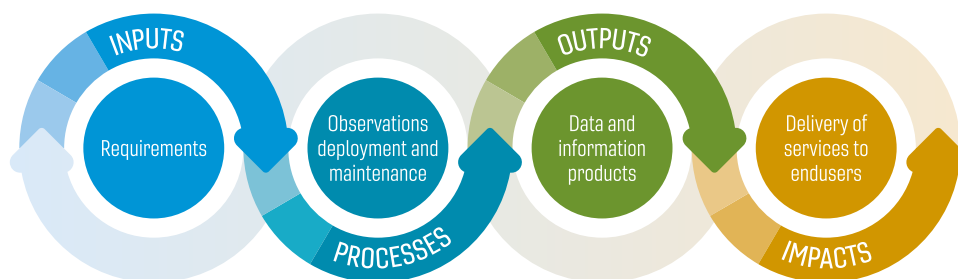 INPUTS
Requirements
Observations
deployment and
maintenance
PROCESSES
OUTPUTS
Data and
information
products
Delivery of
services to
endusers
IMPACTS